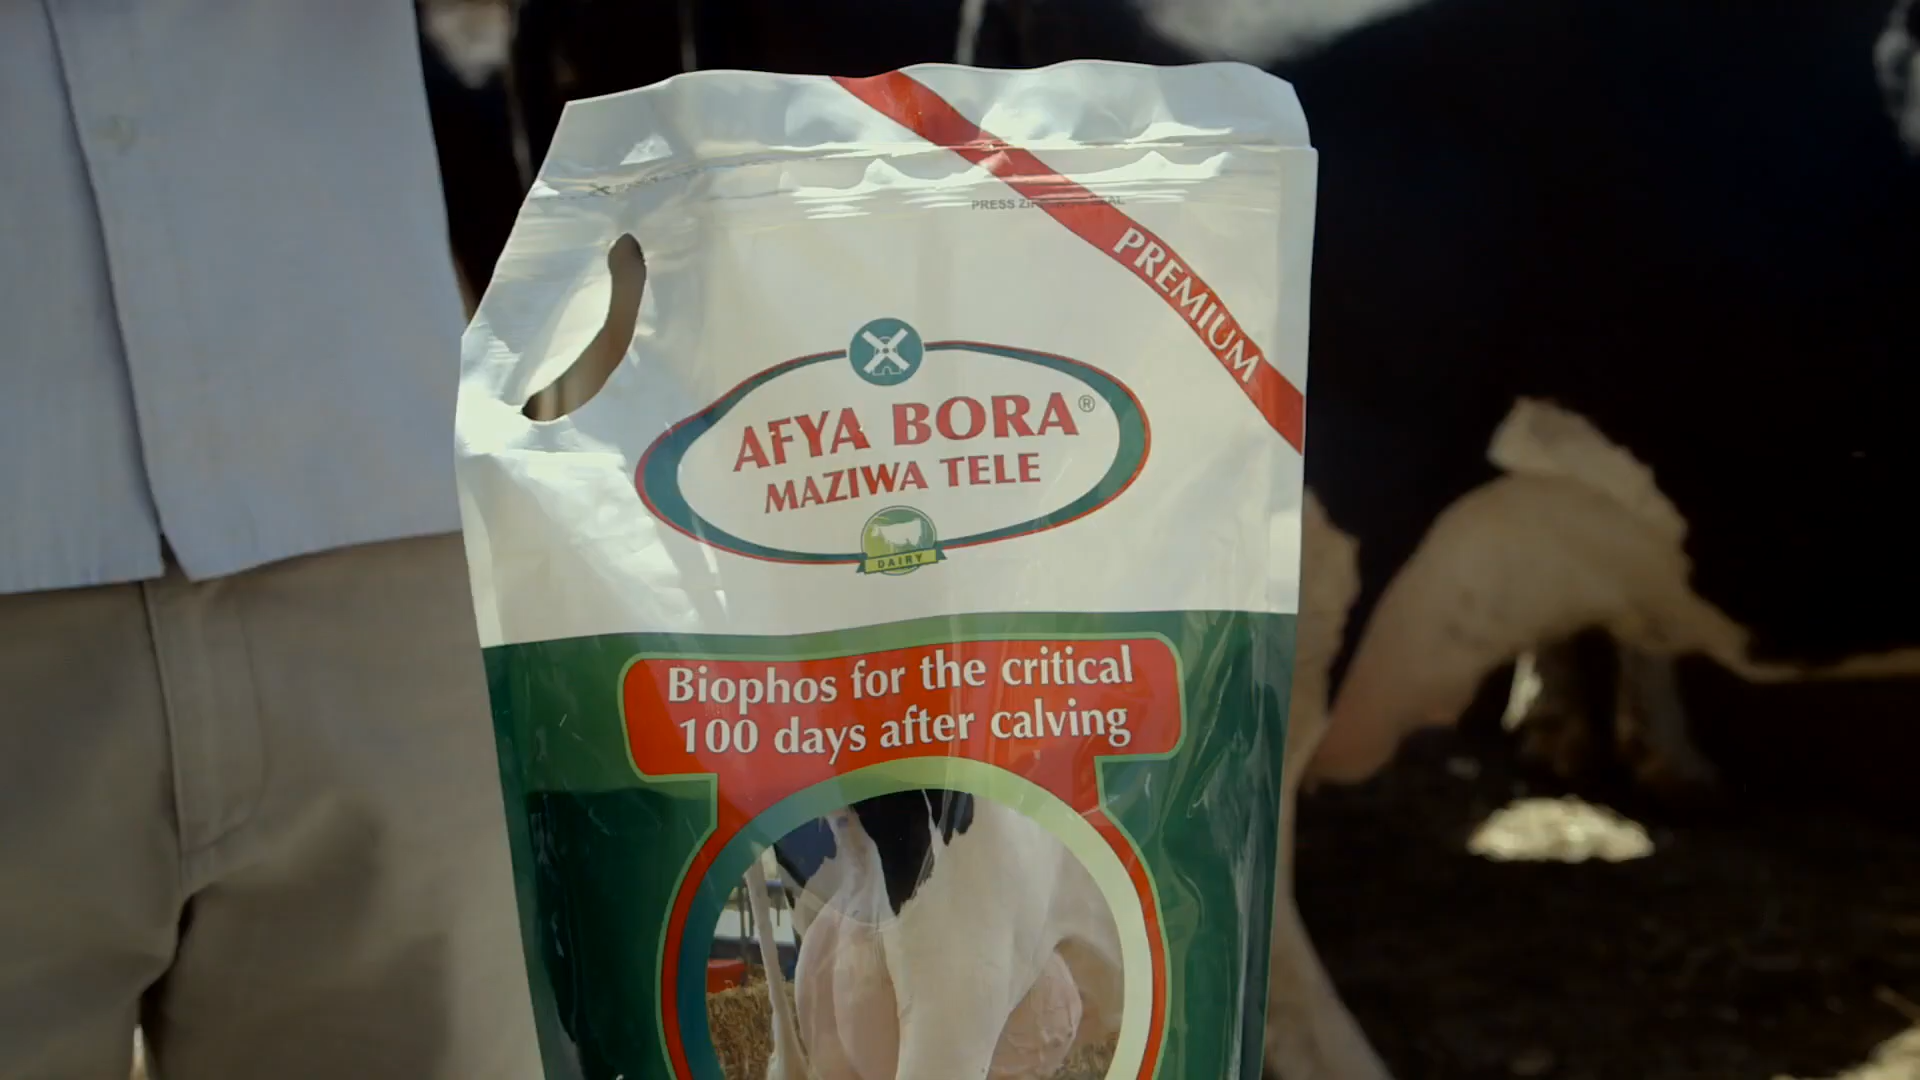 PREMIUM
AFYA BORA®
MAZIWA TELE
DAIRY
Biophos for the critical
100 days after calving